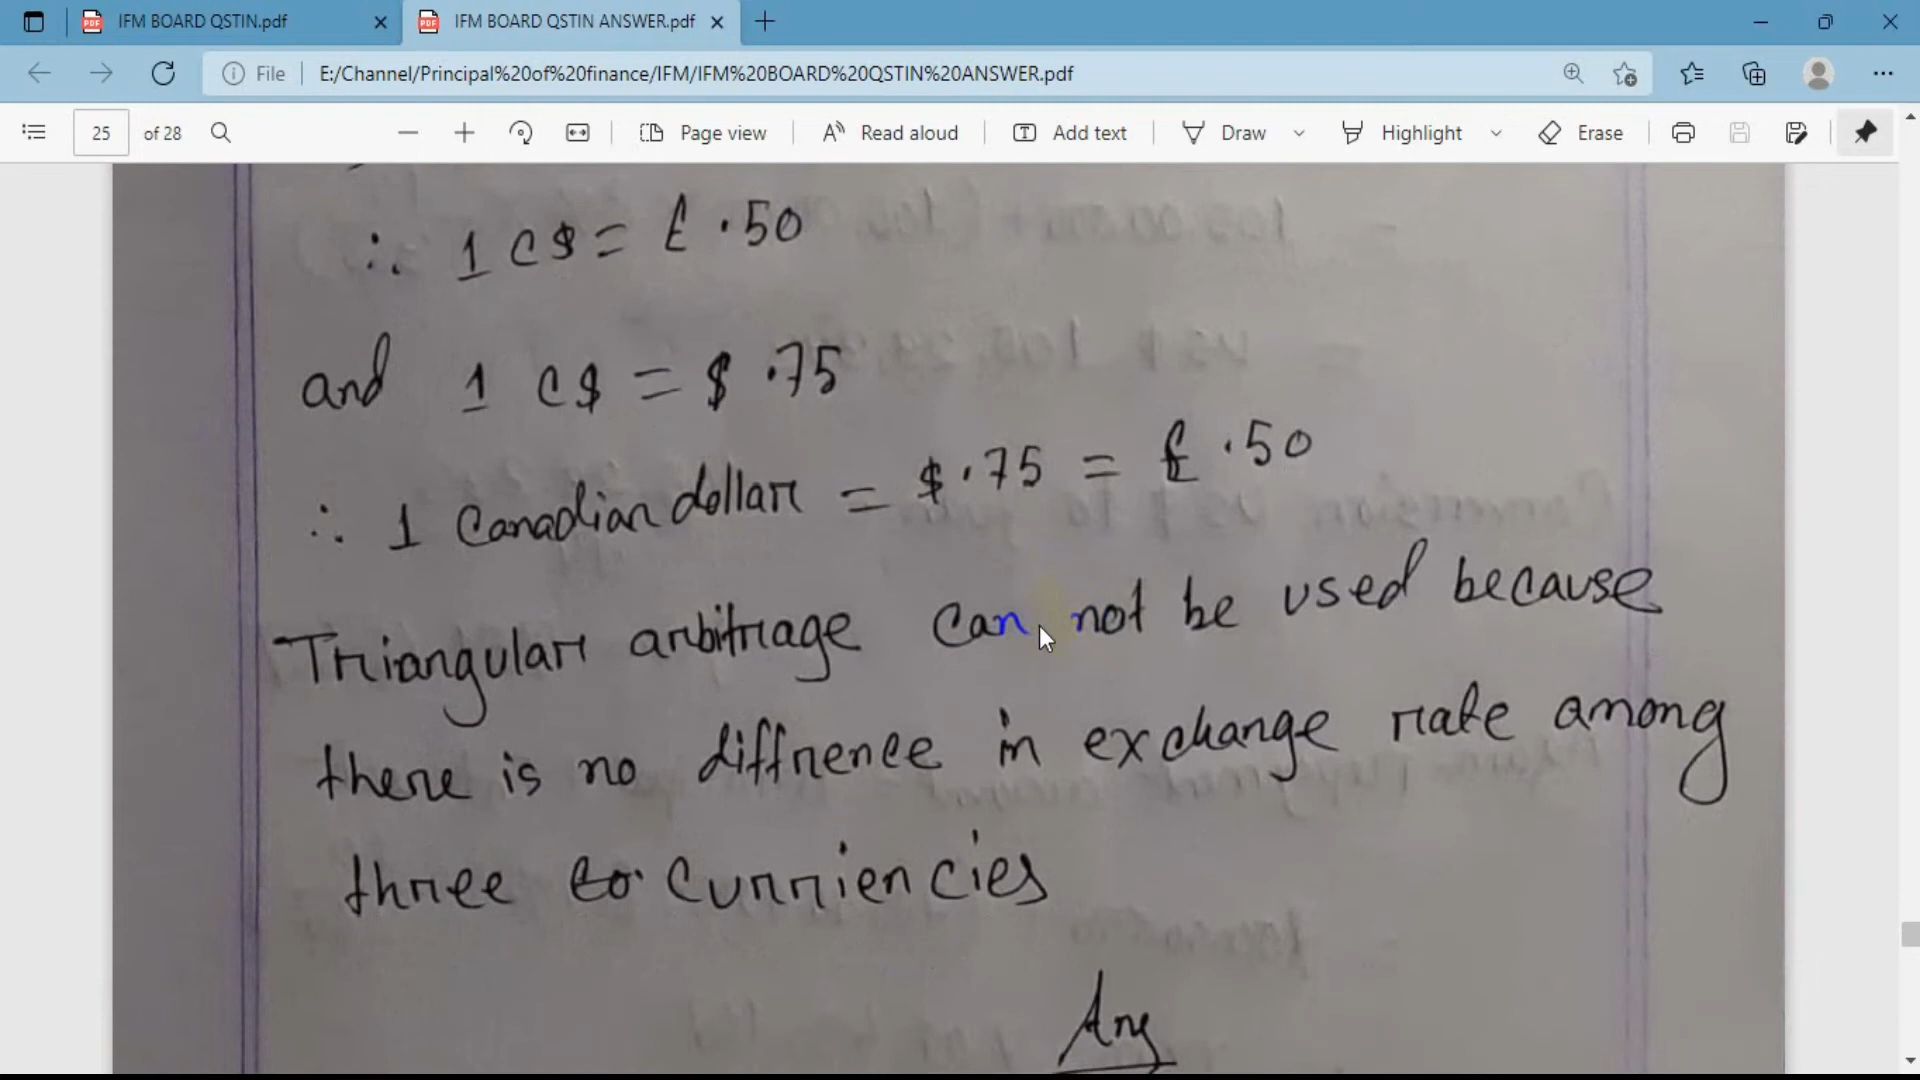 IFM BOARD QSTIN.pdf
IFM BOARD QSTIN ANSWER.pdf
File
E:/Channel/Principal%20of%20finance/IFM/IFM%20BOARD%20QSTIN%20ANSWER.pdf
25 of 28
Page view
Read aloud
Add text
Draw
Highlight
Erase
∴ 1 C$ = £ .50
and 1 C$ = $ .75
∴ 1 Canadian dollar = $ .75 = £ .50
Triangular arbitrage can not be used because
there is no diffrence in exchange rate among
three to curriencies
Ans